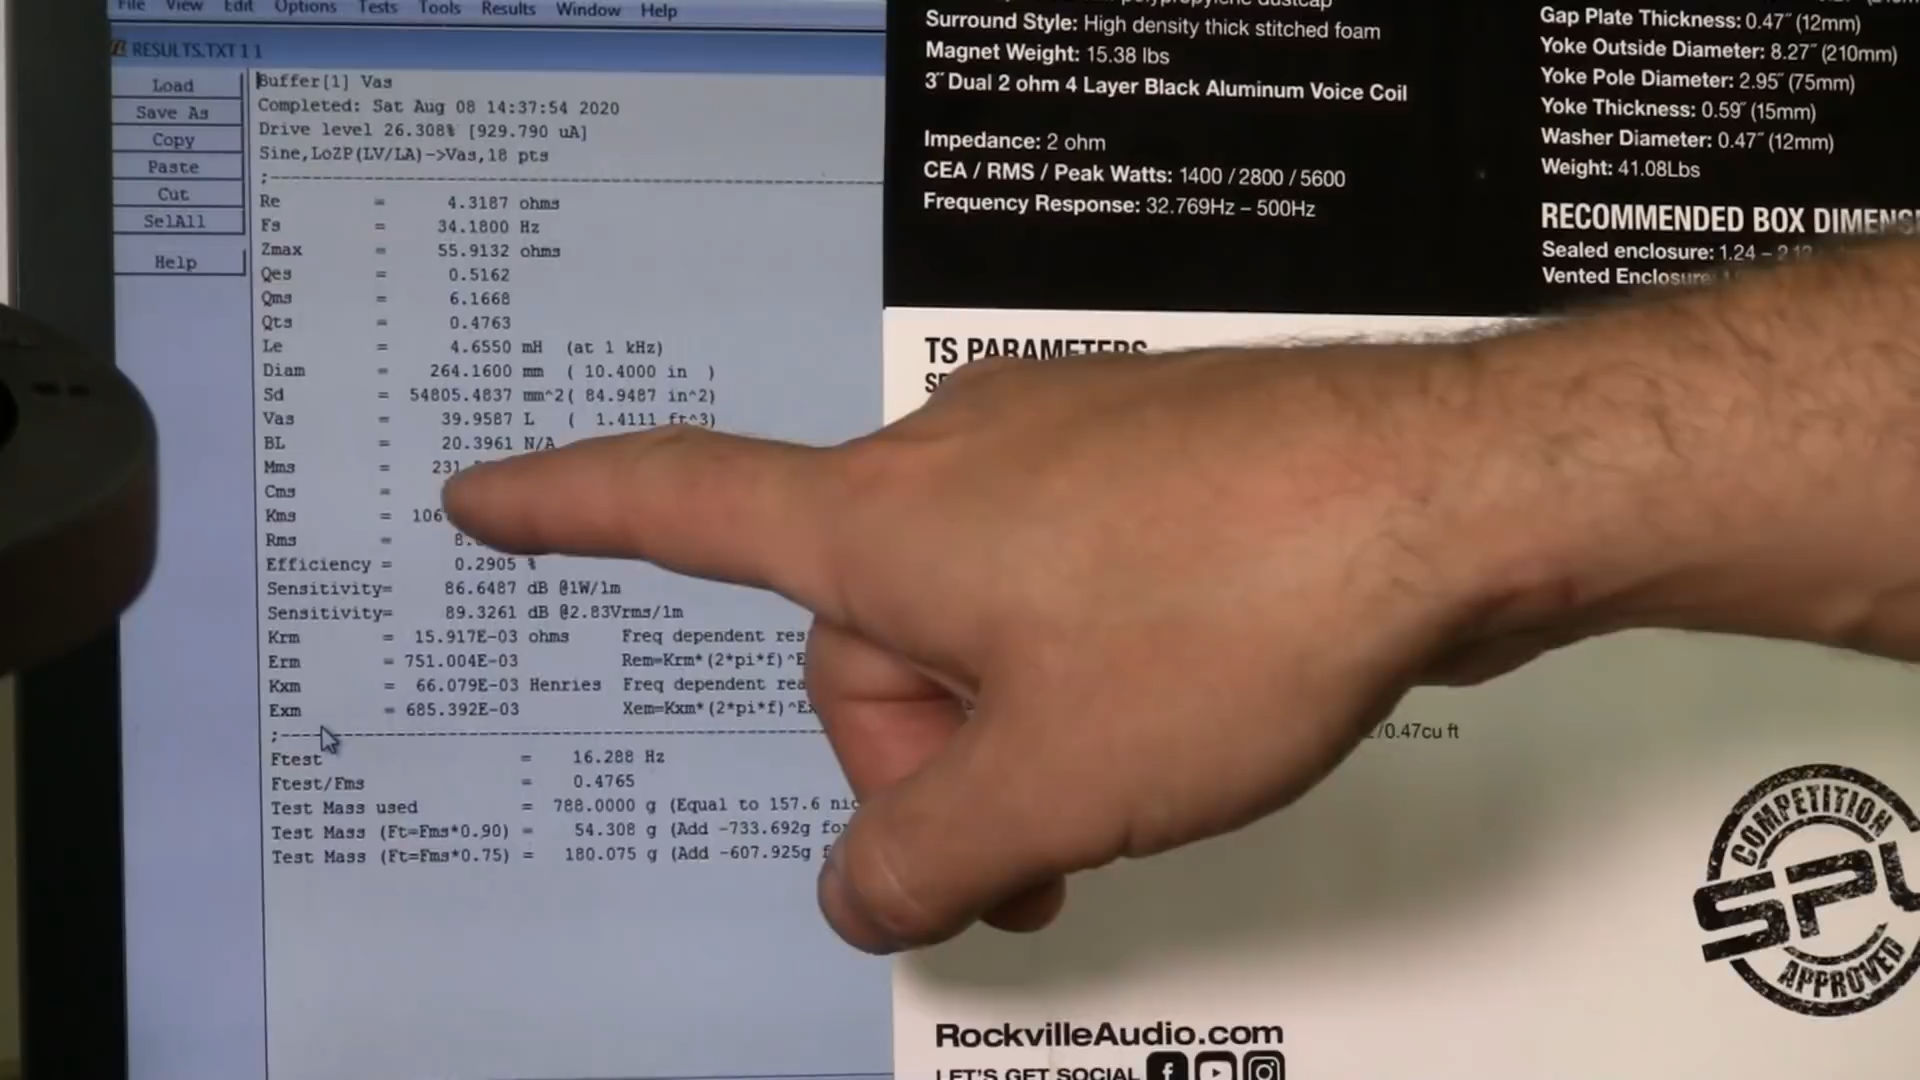 File View Edit Options Tests Tools Results Window Help
RESULTS.TXT 1 1
Load
Save As
Copy
Paste
Cut
SelAll
Help
Buffer[1] Vas
Completed: Sat Aug 08 14:37:54 2020
Drive level 26.308% [929.790 uA]
Sine,LoZP(LV/LA)->Vas,18 pts
;
Re = 4.3187 ohms
Fs = 34.1800 Hz
Zmax = 55.9132 ohms
Qes = 0.5162
Qms = 6.1668
Qts = 0.4763
Le = 4.6550 mH (at 1 kHz)
Diam = 264.1600 mm ( 10.4000 in )
Sd = 54805.4837 mm^2( 84.9487 in^2)
Vas = 39.9587 L ( 1.4111 ft^3)
BL = 20.3961 N/A
Mms = 231
Cms =
Kms = 106
Rms = 8.
Efficiency = 0.2905 %
Sensitivity= 86.6487 dB @1W/1m
Sensitivity= 89.3261 dB @2.83Vrms/1m
Krm = 15.917E-03 ohms Freq dependent res
Erm = 751.004E-03 Rem=Krm*(2*pi*f)^E
Kxm = 66.079E-03 Henries Freq dependent rea
Exm = 685.392E-03 Xem=Kxm*(2*pi*f)^Ex
;
Ftest = 16.288 Hz
Ftest/Fms = 0.4765
Test Mass used = 788.0000 g (Equal to 157.6 nic
Test Mass (Ft=Fms*0.90) = 54.308 g (Add -733.692g for
Test Mass (Ft=Fms*0.75) = 180.075 g (Add -607.925g f
polypropylene dustcap
Surround Style: High density thick stitched foam
Magnet Weight: 15.38 lbs
3" Dual 2 ohm 4 Layer Black Aluminum Voice Coil
Impedance: 2 ohm
CEA / RMS / Peak Watts: 1400 / 2800 / 5600
Frequency Response: 32.769Hz – 500Hz
Gap Plate Thickness: 0.47" (12mm)
Yoke Outside Diameter: 8.27" (210mm)
Yoke Pole Diameter: 2.95" (75mm)
Yoke Thickness: 0.59" (15mm)
Washer Diameter: 0.47" (12mm)
Weight: 41.08Lbs
RECOMMENDED BOX DIMENSI
Sealed enclosure: 1.24 – 2.12
Vented Enclosure:
TS PARAMETERS
/0.47cu ft
COMPETITION
SPL
APPROVED
RockvilleAudio.com
LET'S GET SOCIAL